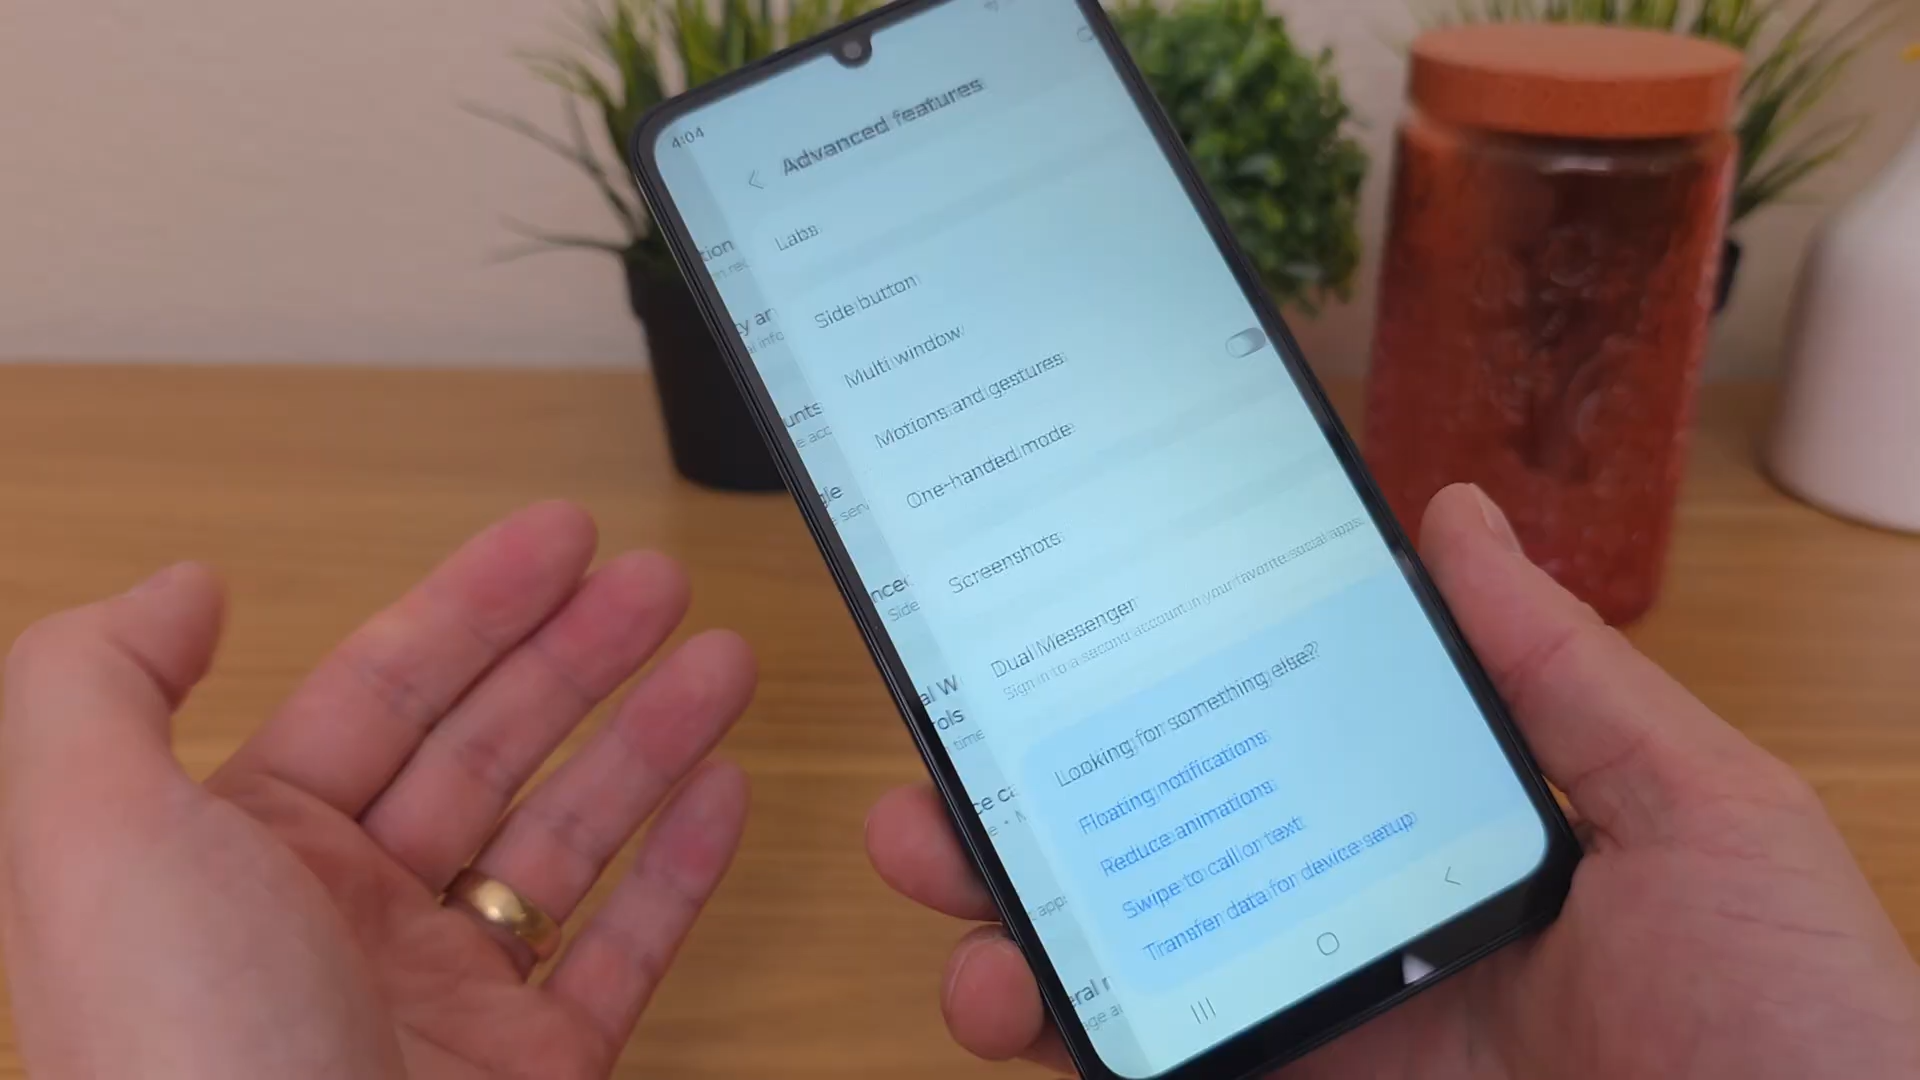 4:04
Advanced features
Labs
Side button
Multi window
Motions and gestures
One-handed mode
Screenshots
Dual Messenger
Sign in to a second account in your favorite social apps.
Looking for something else?
Floating notifications
Reduce animations
Swipe to call or text
Transfer data for device setup